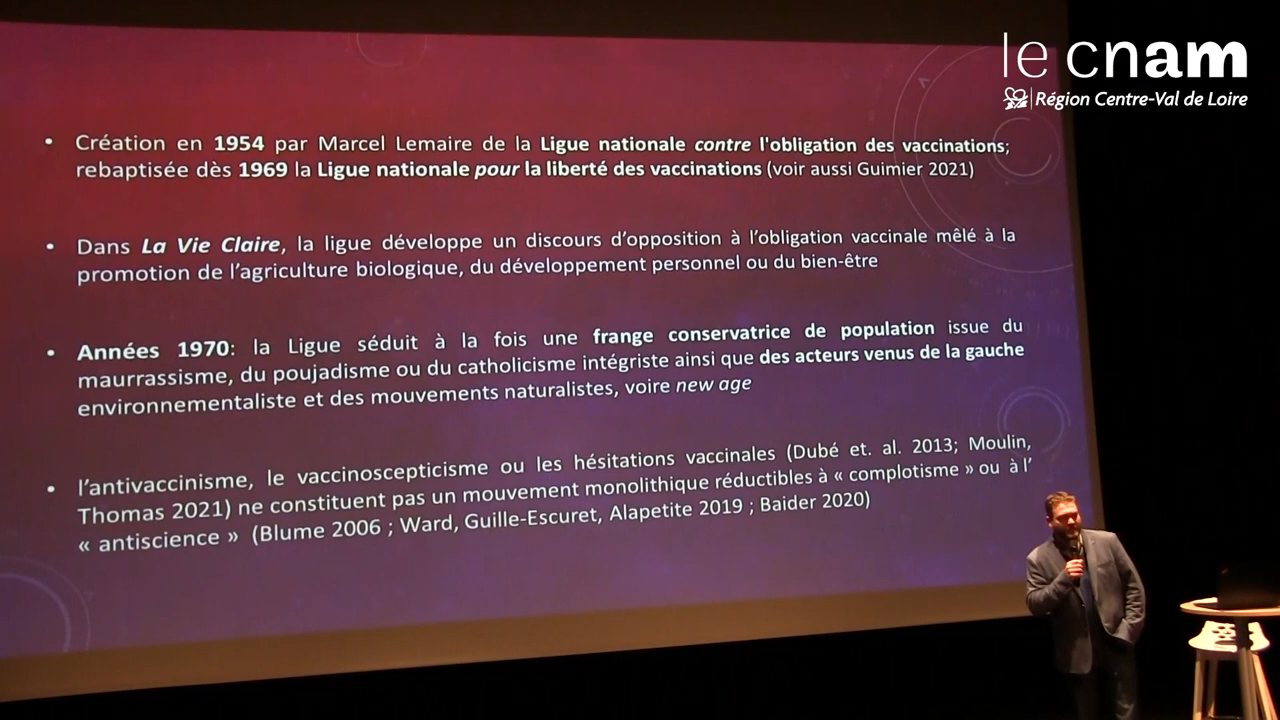 le cnam
Région Centre-Val de Loire
• Création en 1954 par Marcel Lemaire de la Ligue nationale contre l'obligation des vaccinations;
rebaptisée dès 1969 la Ligue nationale pour la liberté des vaccinations (voir aussi Guimier 2021)
• Dans La Vie Claire, la ligue développe un discours d'opposition à l'obligation vaccinale mêlé à la
promotion de l'agriculture biologique, du développement personnel ou du bien-être
• Années 1970: la Ligue séduit à la fois une frange conservatrice de population issue du
maurrassisme, du poujadisme ou du catholicisme intégriste ainsi que des acteurs venus de la gauche
environnementaliste et des mouvements naturalistes, voire new age
• l'antivaccinisme, le vaccinoscepticisme ou les hésitations vaccinales (Dubé et. al. 2013; Moulin,
Thomas 2021) ne constituent pas un mouvement monolithique réductibles à « complotisme » ou à l'
« antiscience » (Blume 2006 ; Ward, Guille-Escuret, Alapetite 2019 ; Baider 2020)